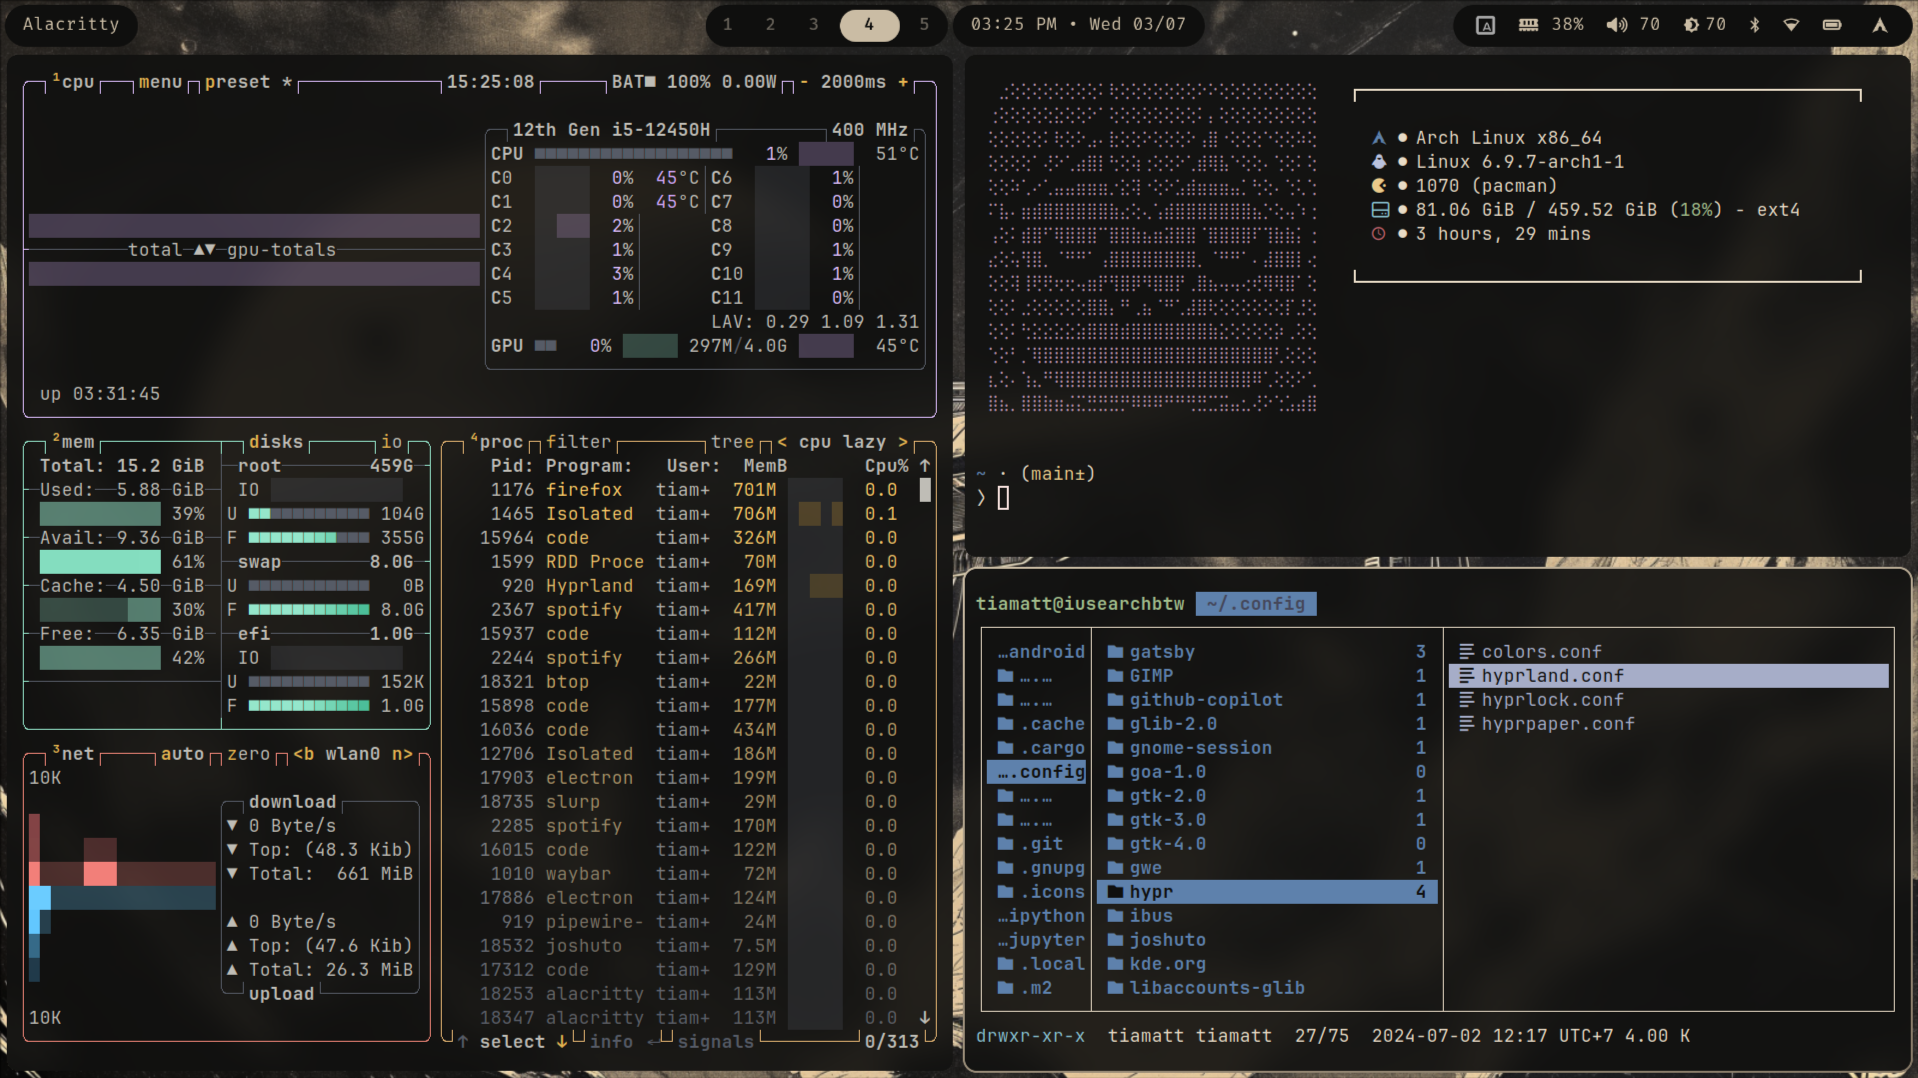 Alacritty
1 2 3 4 5
03:25 PM • Wed 03/07
A 38% 70 70
1cpu menu preset * 15:25:08 BAT■ 100% 0.00W - 2000ms +
12th Gen i5-12450H 400 MHz
CPU 1% 51°C
C0 0% 45°C C6 1%
C1 0% 45°C C7 0%
C2 2% C8 0%
C3 1% C9 1%
C4 3% C10 1%
C5 1% C11 0%
total ▲▼ gpu-totals
LAV: 0.29 1.09 1.31
GPU 0% 297M/4.0G 45°C
up 03:31:45
2mem disks io
Total: 15.2 GiB
Used: 5.88 GiB
39%
Avail: 9.36 GiB
61%
Cache: 4.50 GiB
30%
Free: 6.35 GiB
42%
root 459G
IO
U 104G
F 355G
swap 8.0G
U 0B
F 8.0G
efi 1.0G
IO
U 152K
F 1.0G
3net auto zero <b wlan0 n>
10K
download
▼ 0 Byte/s
▼ Top: (48.3 Kib)
▼ Total: 661 MiB
▲ 0 Byte/s
▲ Top: (47.6 Kib)
▲ Total: 26.3 MiB
upload
10K
4proc filter tree < cpu lazy >
Pid: Program: User: MemB Cpu% ↑
1176 firefox tiam+ 701M 0.0
1465 Isolated tiam+ 706M 0.1
15964 code tiam+ 326M 0.0
1599 RDD Proce tiam+ 70M 0.0
920 Hyprland tiam+ 169M 0.0
2367 spotify tiam+ 417M 0.0
15937 code tiam+ 112M 0.0
2244 spotify tiam+ 266M 0.0
18321 btop tiam+ 22M 0.0
15898 code tiam+ 177M 0.0
16036 code tiam+ 434M 0.0
12706 Isolated tiam+ 186M 0.0
17903 electron tiam+ 199M 0.0
18735 slurp tiam+ 29M 0.0
2285 spotify tiam+ 170M 0.0
16015 code tiam+ 122M 0.0
1010 waybar tiam+ 72M 0.0
17886 electron tiam+ 124M 0.0
919 pipewire- tiam+ 24M 0.0
18532 joshuto tiam+ 7.5M 0.0
17312 code tiam+ 129M 0.0
18253 alacritty tiam+ 113M 0.0
18347 alacritty tiam+ 113M 0.0 ↓
↑ select ↓ info ↵ signals 0/313
● Arch Linux x86_64
● Linux 6.9.7-arch1-1
● 1070 (pacman)
● 81.06 GiB / 459.52 GiB (18%) - ext4
● 3 hours, 29 mins
~ · (main±)
❯
tiamatt@iusearchbtw ~/.config
…android
….…
….…
.cache
.cargo
….config
….…
….…
.git
.gnupg
.icons
…ipython
…jupyter
.local
.m2
gatsby 3
GIMP 1
github-copilot 1
glib-2.0 1
gnome-session 1
goa-1.0 0
gtk-2.0 1
gtk-3.0 1
gtk-4.0 0
gwe 1
hypr 4
ibus
joshuto
kde.org
libaccounts-glib
colors.conf
hyprland.conf
hyprlock.conf
hyprpaper.conf
drwxr-xr-x tiamatt tiamatt 27/75 2024-07-02 12:17 UTC+7 4.00 K